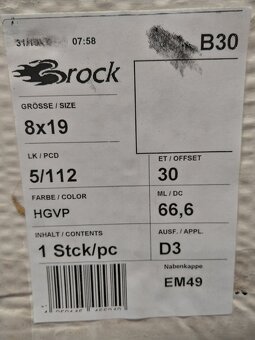 07:58
B30
Brock
GRÖSSE / SIZE
8x19
LK / PCD
5/112
ET / OFFSET
30
FARBE / COLOR
HGVP
ML / DC
66,6
INHALT / CONTENTS
1 Stck/pc
AUSF. / APPL.
D3
Nabenkappe
EM49